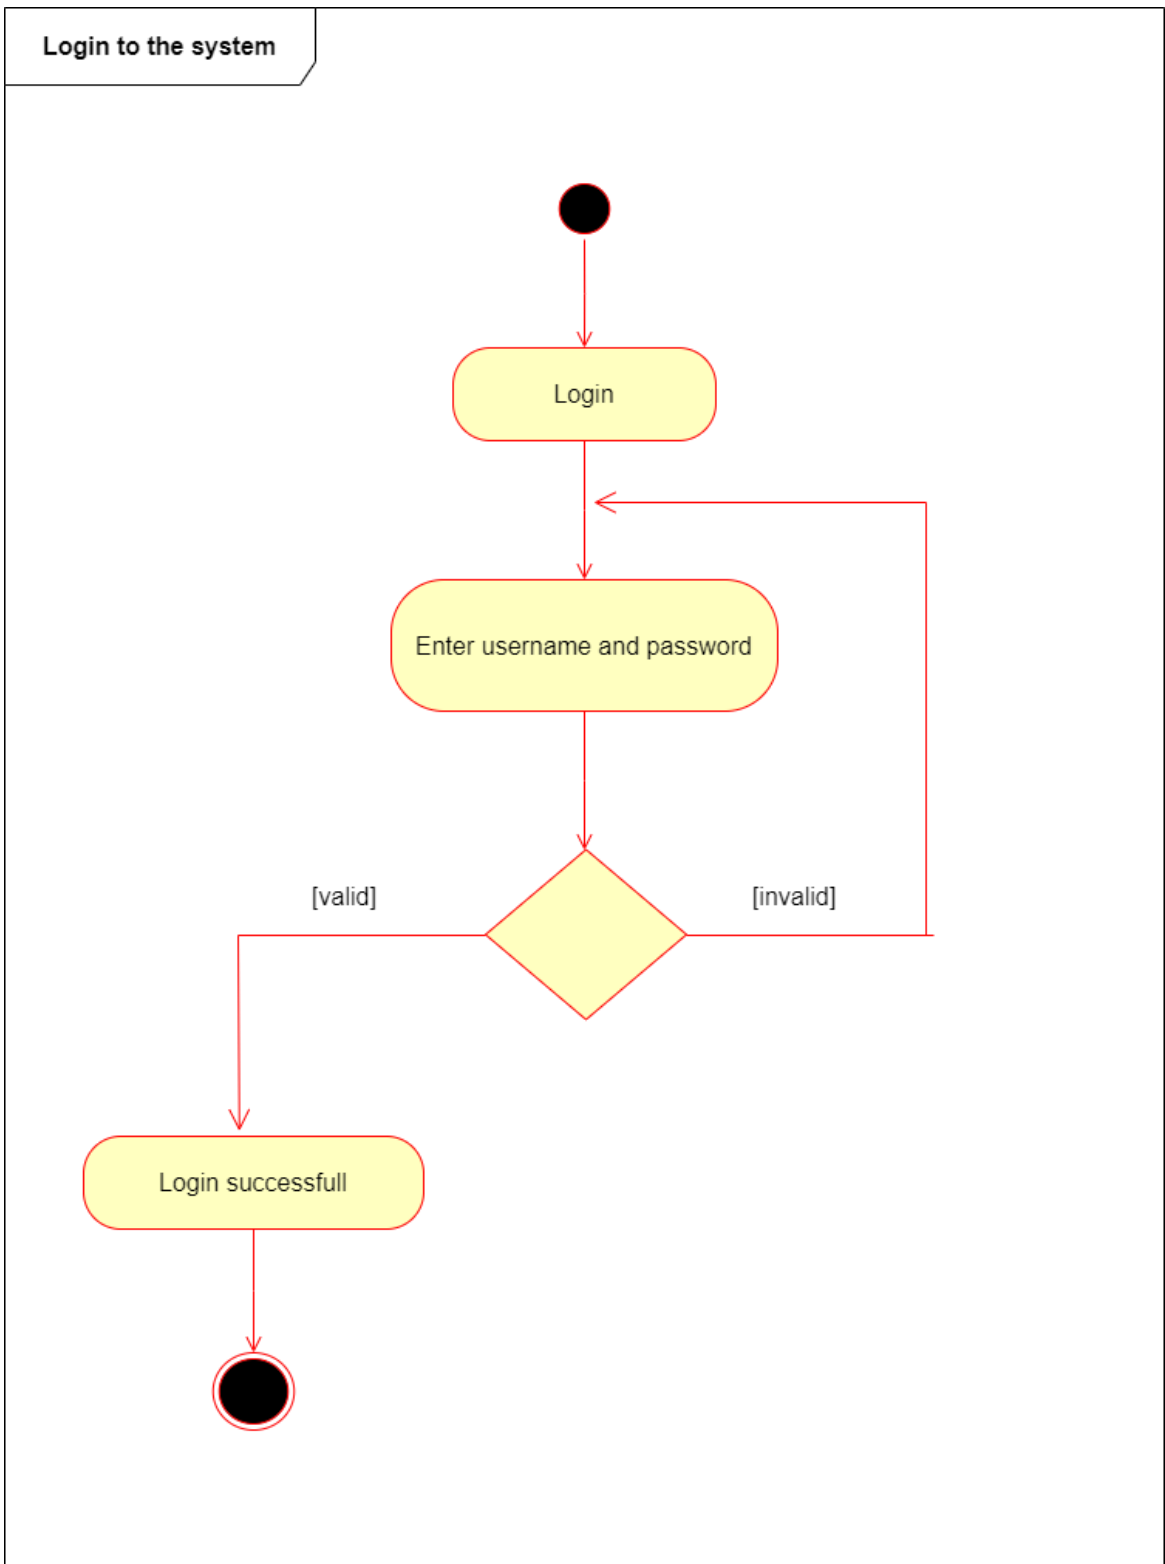 Login to the system
Login
Enter username and password
[valid]
[invalid]
Login successfull